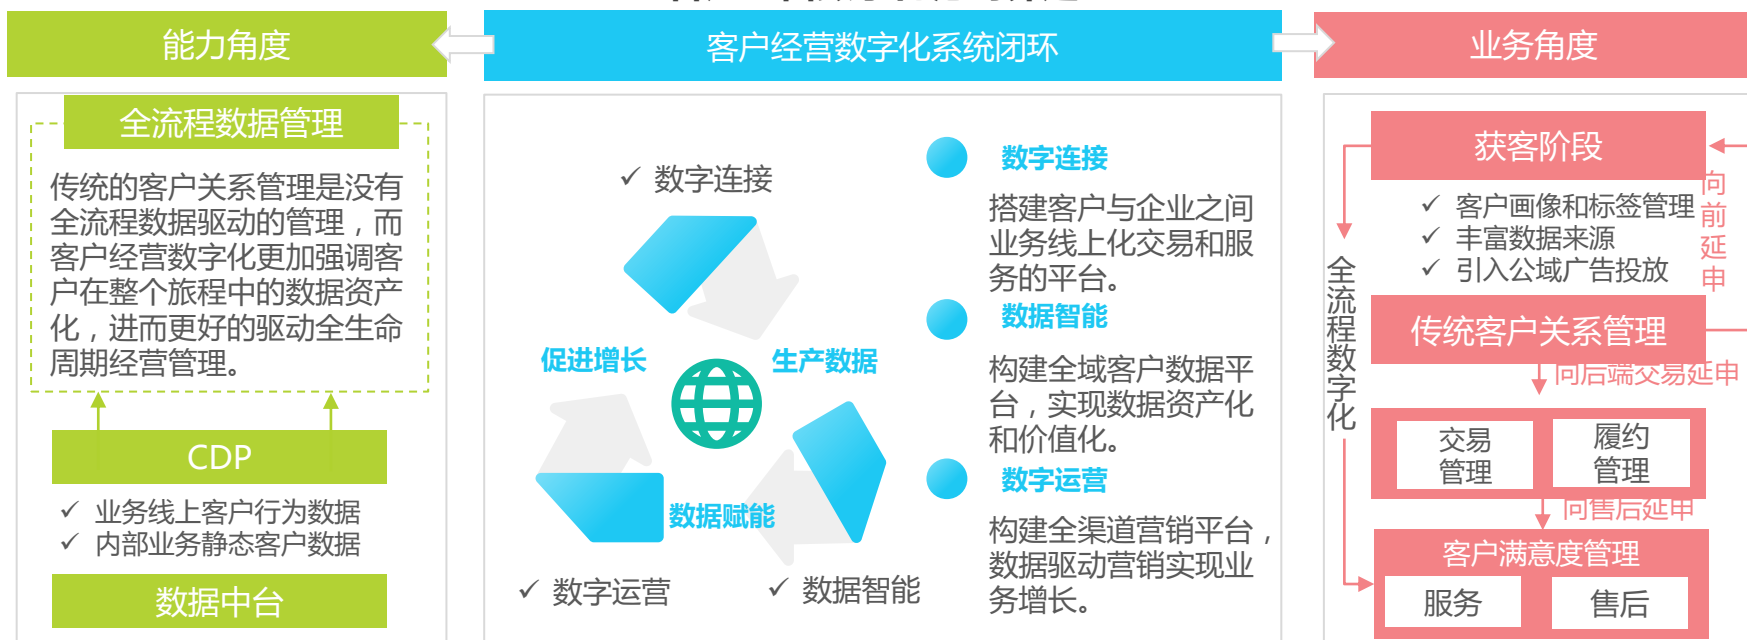 能力角度
全流程数据管理
传统的客户关系管理是没有
全流程数据驱动的管理，而
客户经营数字化更加强调客
户在整个旅程中的数据资产
化，进而更好的驱动全生命
周期经营管理。
CDP
业务线上客户行为数据
内部业务静态客户数据
数据中台
客户经营数字化系统闭环
数字连接
促进增长
生产数据
数据赋能
数字运营
数据智能
数字连接
搭建客户与企业之间
业务线上化交易和服
务的平台。
数据智能
构建全域客户数据平
台，实现数据资产化
和价值化。
数字运营
构建全渠道营销平台，
数据驱动营销实现业
务增长。
业务角度
获客阶段
客户画像和标签管理
丰富数据来源
引入公域广告投放
向前延申
全流程数字化
传统客户关系管理
向后端交易延申
交易
管理
履约
管理
向售后延申
客户满意度管理
服务
售后